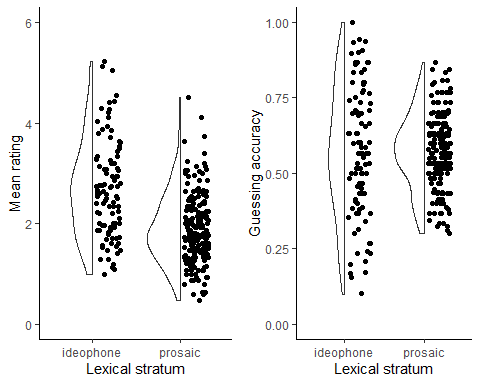 Mean rating
6
4
2
0
ideophone prosaic
Lexical stratum
Guessing accuracy
1.00
0.75
0.50
0.25
0.00
ideophone prosaic
Lexical stratum